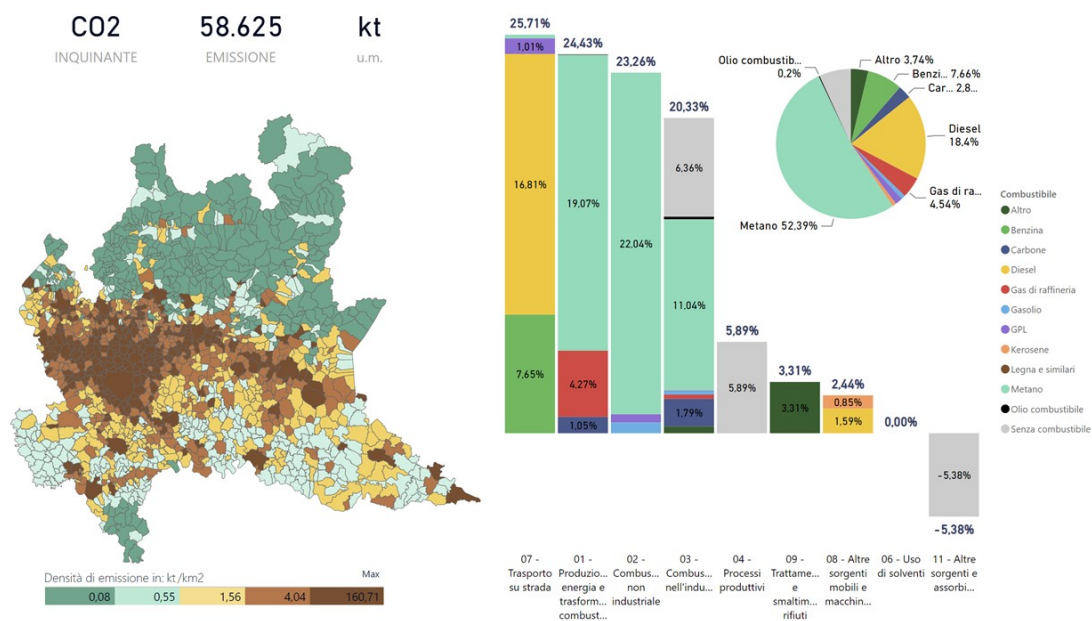 CO2
58.625
kt
INQUINANTE
EMISSIONE
u.m.
Densità di emissione in: kt/km2
Max
0,08
0,55
1,56
4,04
160,71
25,71%
1,01%
16,81%
7,65%
24,43%
19,07%
4,27%
1,05%
23,26%
22,04%
20,33%
6,36%
11,04%
1,79%
5,89%
5,89%
3,31%
3,31%
2,44%
0,85%
1,59%
0,00%
-5,38%
-5,38%
07 -
Trasporto
su strada
01 -
Produzio...
energia e
trasform...
combust...
02 -
Combus...
non
industriale
03 -
Combus...
nell'indu...
04 -
Processi
produttivi
09 -
Trattame...
e
smaltim...
rifiuti
08 - Altre
sorgenti
mobili e
macchin...
06 - Uso
di solventi
11 - Altre
sorgenti e
assorbi...
Olio combustib...
0,2%
Altro 3,74%
Benzi... 7,66%
Car... 2,8...
Diesel
18,4%
Gas di ra...
4,54%
Metano 52,39%
Combustibile
Altro
Benzina
Carbone
Diesel
Gas di raffineria
Gasolio
GPL
Kerosene
Legna e similari
Metano
Olio combustibile
Senza combustibile